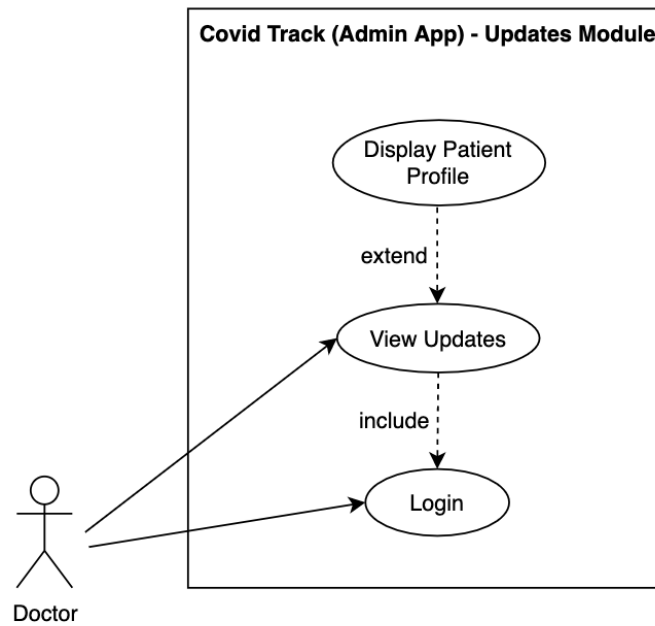 Covid Track (Admin App) - Updates Module
Display Patient
Profile
extend
View Updates
include
Login
Doctor